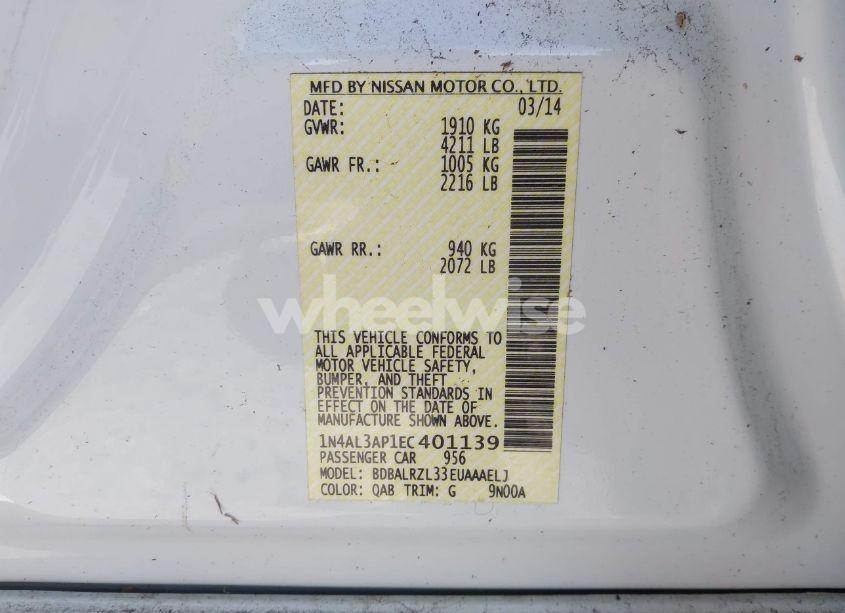 MFD BY NISSAN MOTOR CO., LTD.
DATE: 03/14
GVWR: 1910 KG
4211 LB
GAWR FR.: 1005 KG
2216 LB
GAWR RR.: 940 KG
2072 LB
wheelwise
THIS VEHICLE CONFORMS TO
ALL APPLICABLE FEDERAL
MOTOR VEHICLE SAFETY,
BUMPER, AND THEFT
PREVENTION STANDARDS IN
EFFECT ON THE DATE OF
MANUFACTURE SHOWN ABOVE.
1N4AL3AP1EC401139
PASSENGER CAR 956
MODEL: BDBALRZL33EUAAAELJ
COLOR: QAB TRIM: G 9N00A